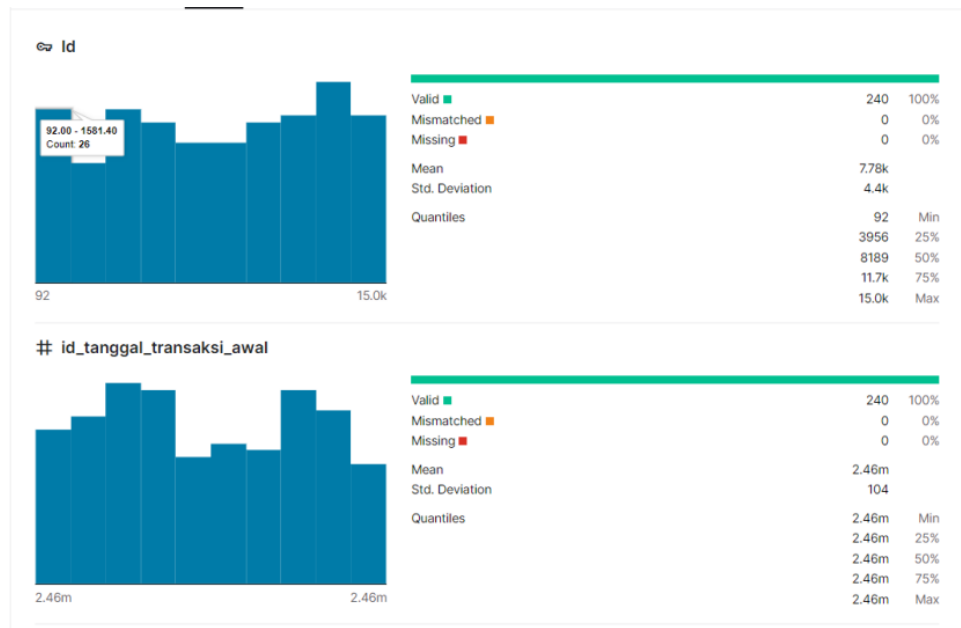 Id
92.00 - 1581.40
Count: 26
92 15.0k
Valid 240 100%
Mismatched 0 0%
Missing 0 0%
Mean 7.78k
Std. Deviation 4.4k
Quantiles 92 Min
3956 25%
8189 50%
11.7k 75%
15.0k Max
# id_tanggal_transaksi_awal
2.46m 2.46m
Valid 240 100%
Mismatched 0 0%
Missing 0 0%
Mean 2.46m
Std. Deviation 104
Quantiles 2.46m Min
2.46m 25%
2.46m 50%
2.46m 75%
2.46m Max